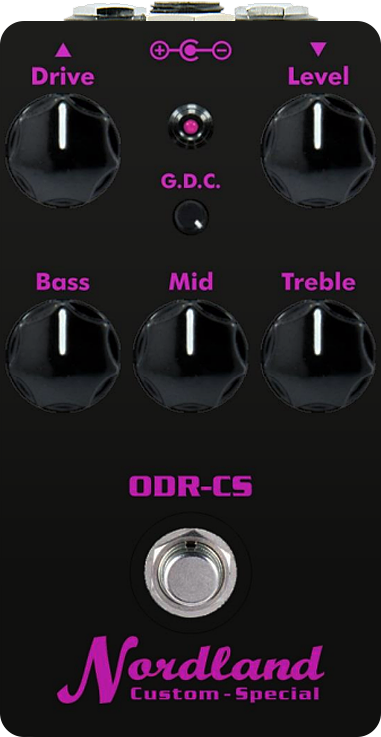 Drive
Level
G.D.C.
Bass
Mid
Treble
ODR-CS
Nordland
Custom-Special